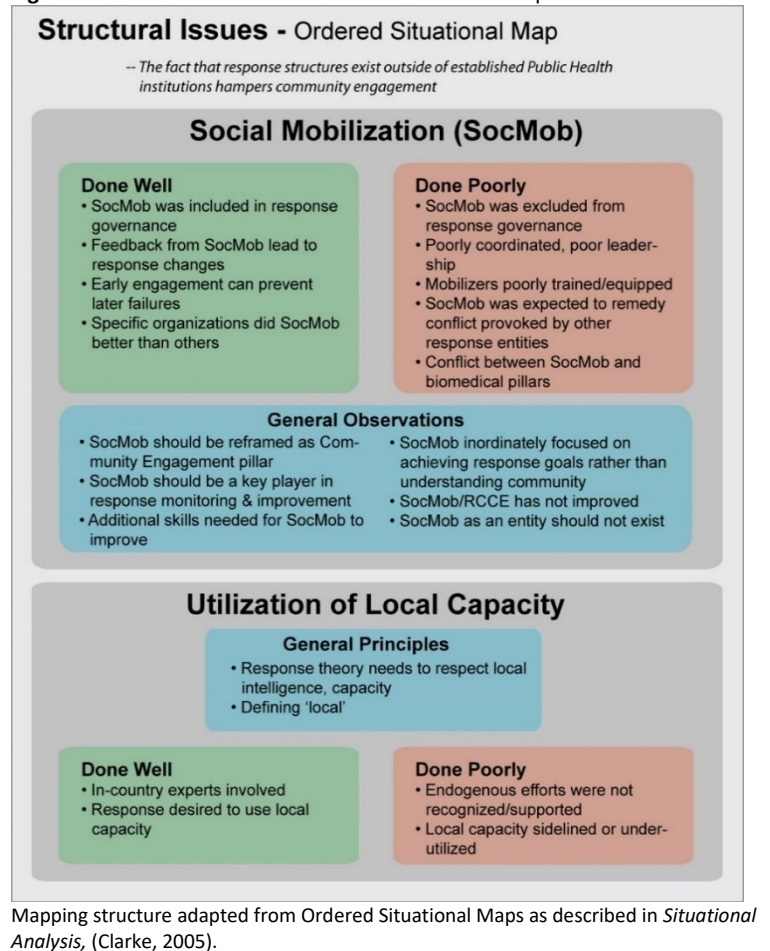 Structural Issues - Ordered Situational Map
-- The fact that response structures exist outside of established Public Health
institutions hampers community engagement
Social Mobilization (SocMob)
Done Well
• SocMob was included in response
governance
• Feedback from SocMob lead to
response changes
• Early engagement can prevent
later failures
• Specific organizations did SocMob
better than others
Done Poorly
• SocMob was excluded from
response governance
• Poorly coordinated, poor leader-
ship
• Mobilizers poorly trained/equipped
• SocMob was expected to remedy
conflict provoked by other
response entities
• Conflict between SocMob and
biomedical pillars
General Observations
• SocMob should be reframed as Com-
munity Engagement pillar
• SocMob should be a key player in
response monitoring & improvement
• Additional skills needed for SocMob to
improve
• SocMob inordinately focused on
achieving response goals rather than
understanding community
• SocMob/RCCE has not improved
• SocMob as an entity should not exist
Utilization of Local Capacity
General Principles
• Response theory needs to respect local
intelligence, capacity
• Defining ‘local’
Done Well
• In-country experts involved
• Response desired to use local
capacity
Done Poorly
• Endogenous efforts were not
recognized/supported
• Local capacity sidelined or under-
utilized
Mapping structure adapted from Ordered Situational Maps as described in Situational
Analysis, (Clarke, 2005).